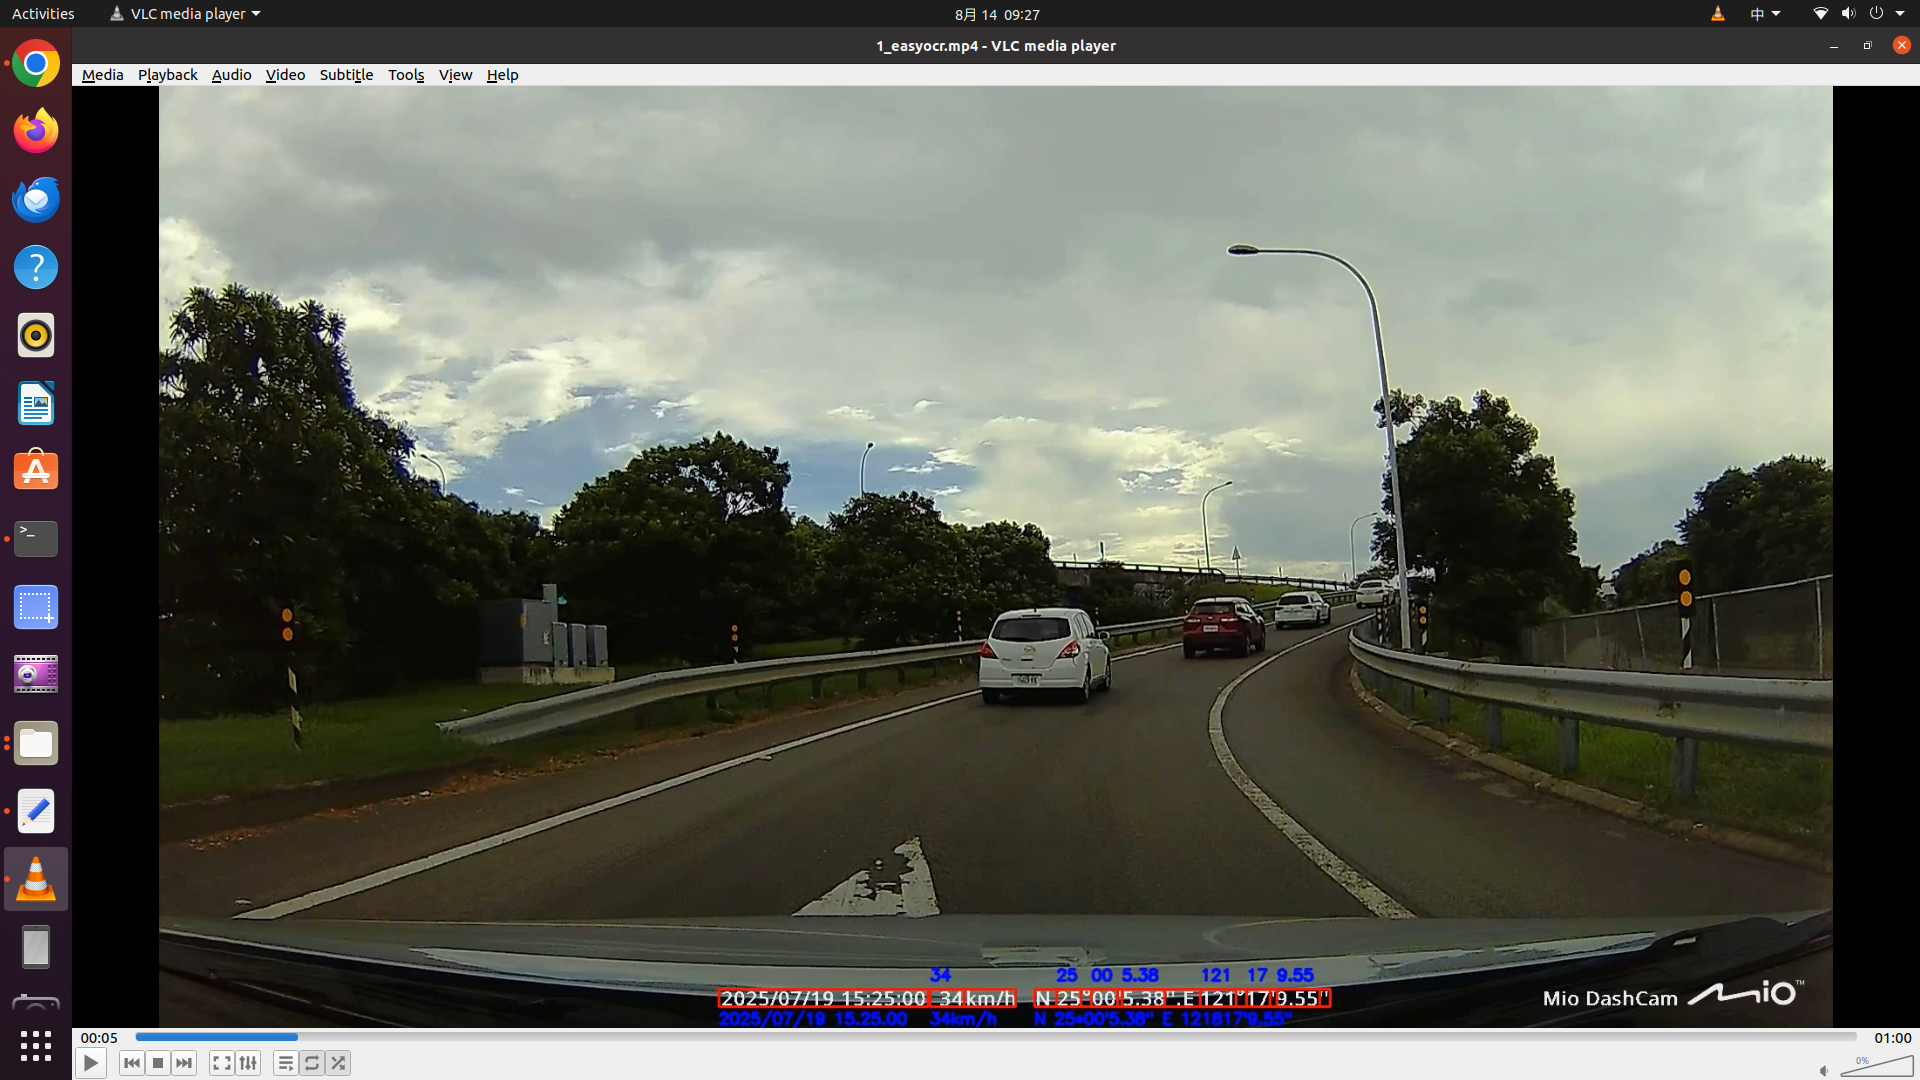 Activities VLC media player 8月 14 09:27 中
1_easyocr.mp4 - VLC media player
Media Playback Audio Video Subtitle Tools View Help
34 25 00 5.38 121 17 9.55
2025/07/19 15:25:00 34km/h N 25°00'5.38" E 121°17'9.55"
2025/07/19 15.25.00 34km/h N 25*00'5.38" E 121817'9.55"
Mio DashCam Mio™
00:05 01:00
0%